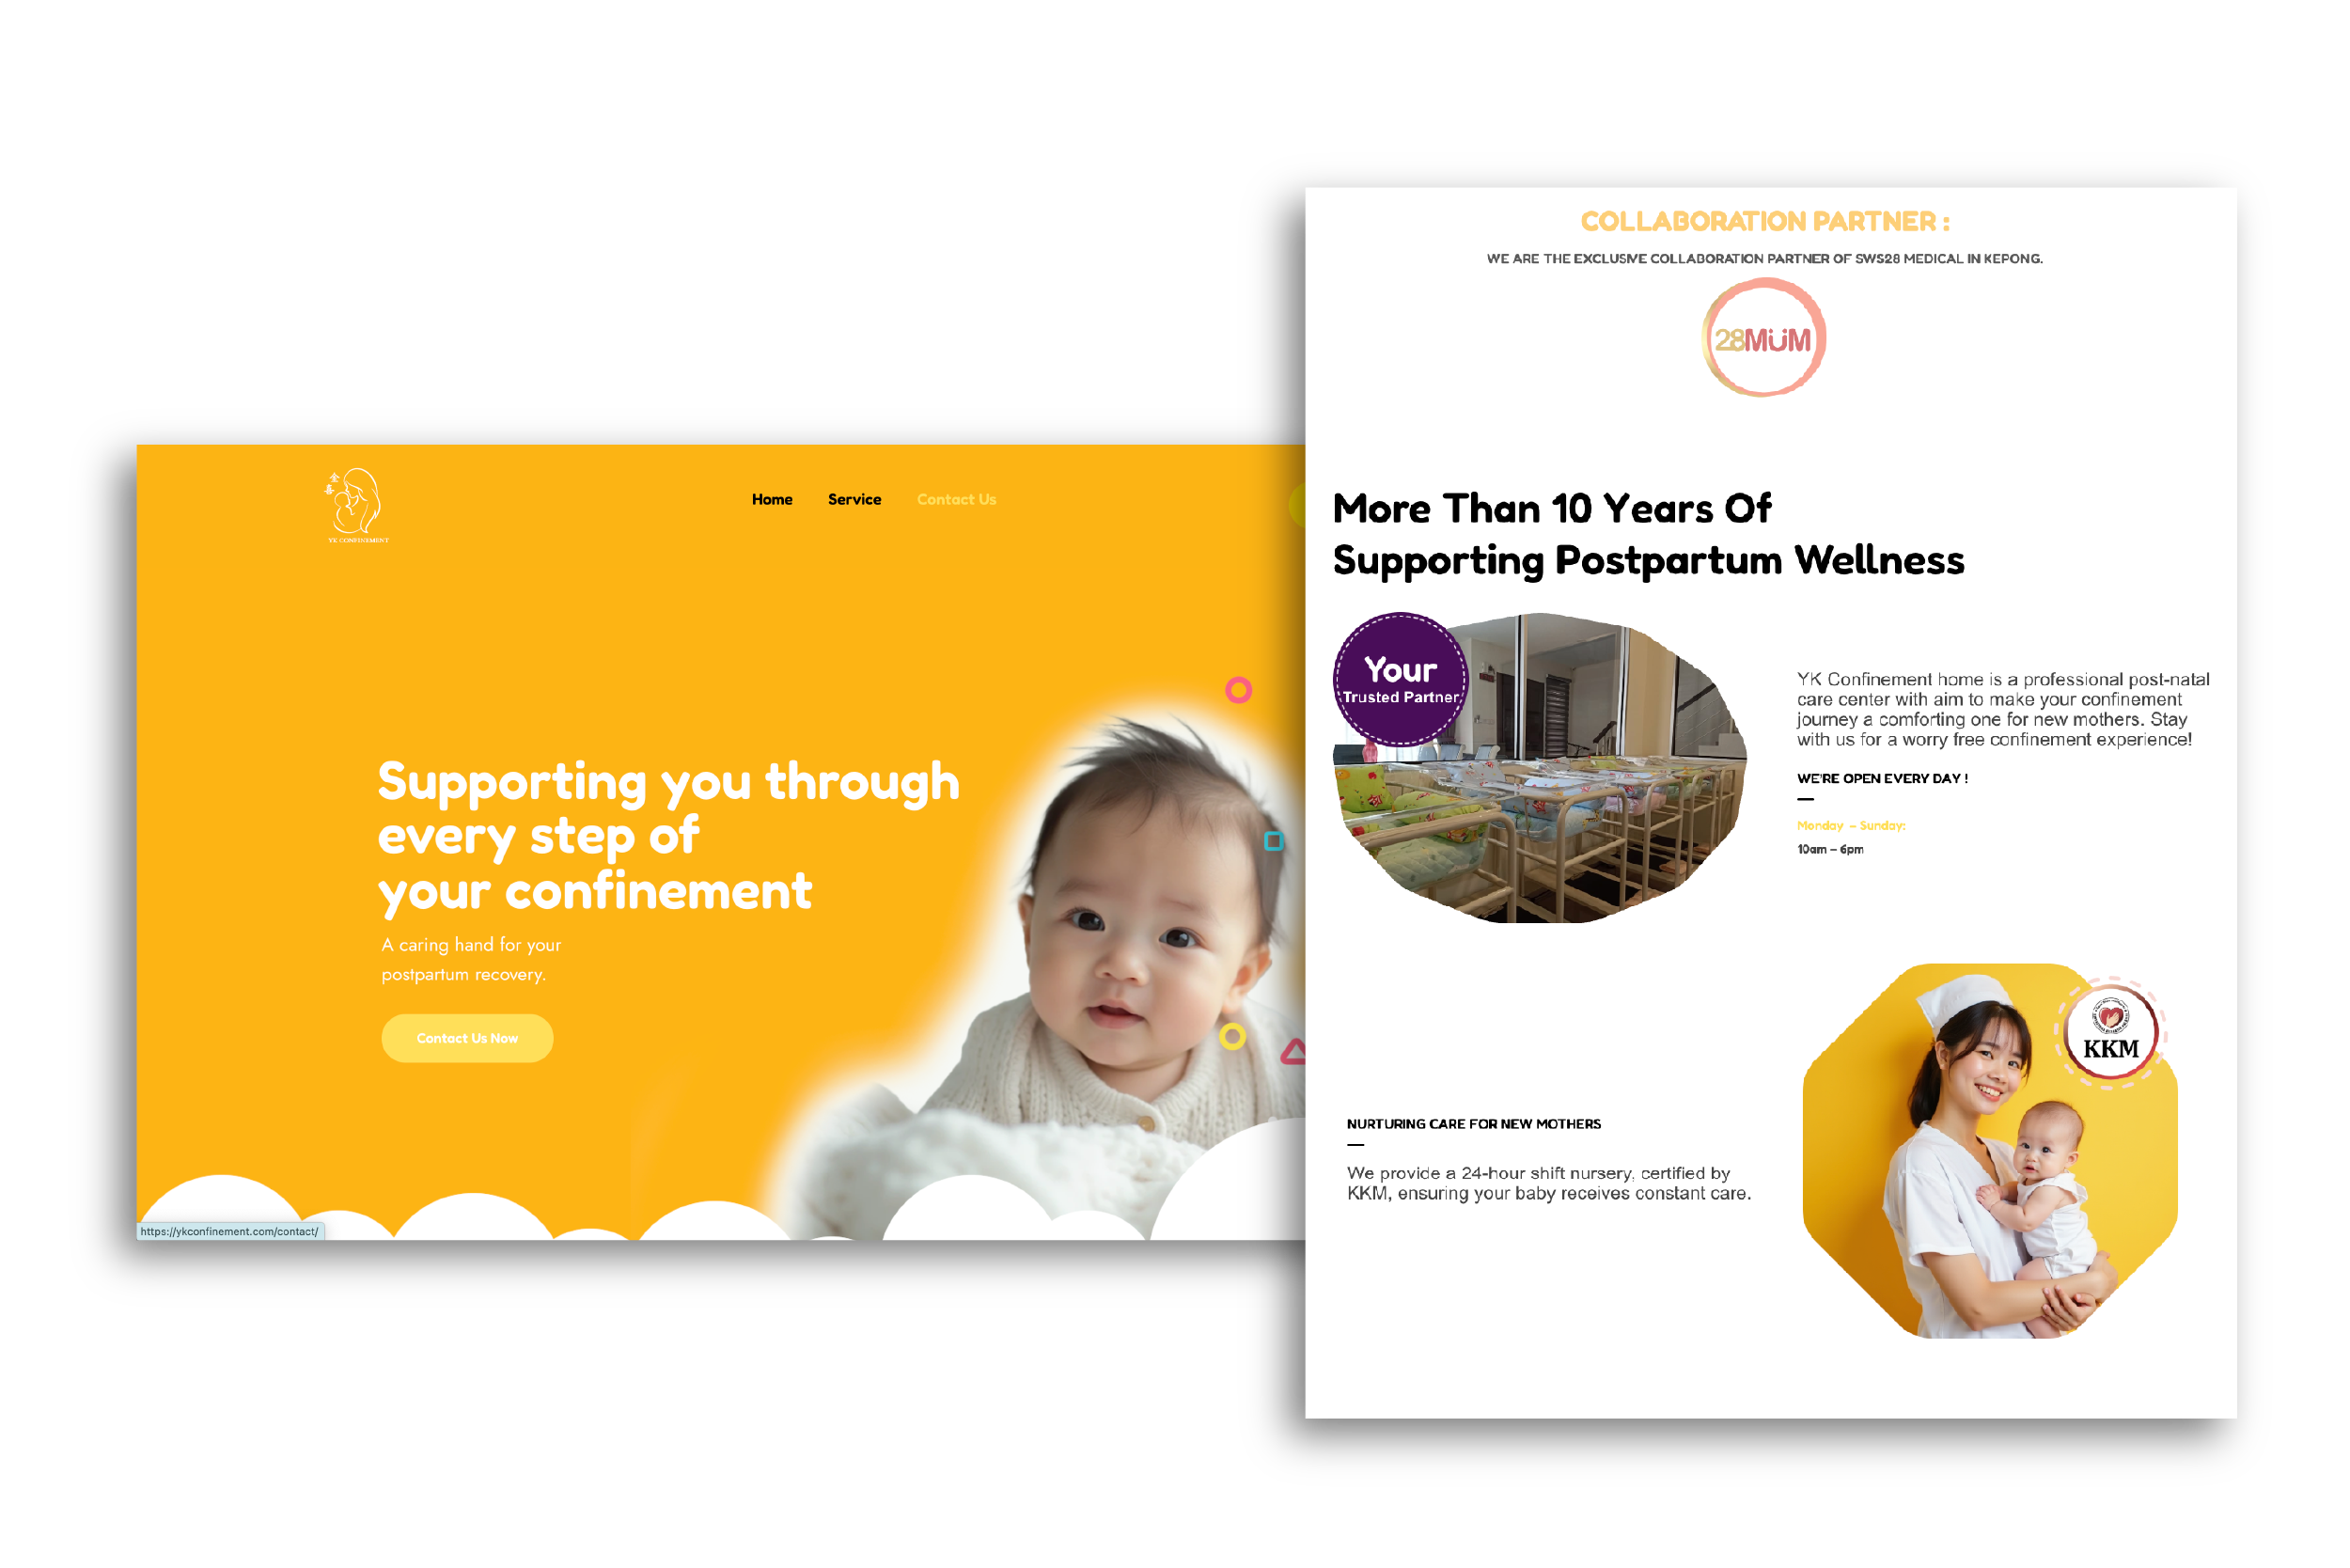 YK CONFINEMENT
Home
Service
Contact Us
Supporting you through
every step of
your confinement
A caring hand for your
postpartum recovery.
Contact Us Now
https://ykconfinement.com/contact/
COLLABORATION PARTNER :
WE ARE THE EXCLUSIVE COLLABORATION PARTNER OF SWS28 MEDICAL IN KEPONG.
28MÜM
More Than 10 Years Of
Supporting Postpartum Wellness
Your
Trusted Partner
YK Confinement home is a professional post-natal
care center with aim to make your confinement
journey a comforting one for new mothers. Stay
with us for a worry free confinement experience!
WE'RE OPEN EVERY DAY !
Monday – Sunday:
10am – 6pm
KKM
NURTURING CARE FOR NEW MOTHERS
We provide a 24-hour shift nursery, certified by
KKM, ensuring your baby receives constant care.